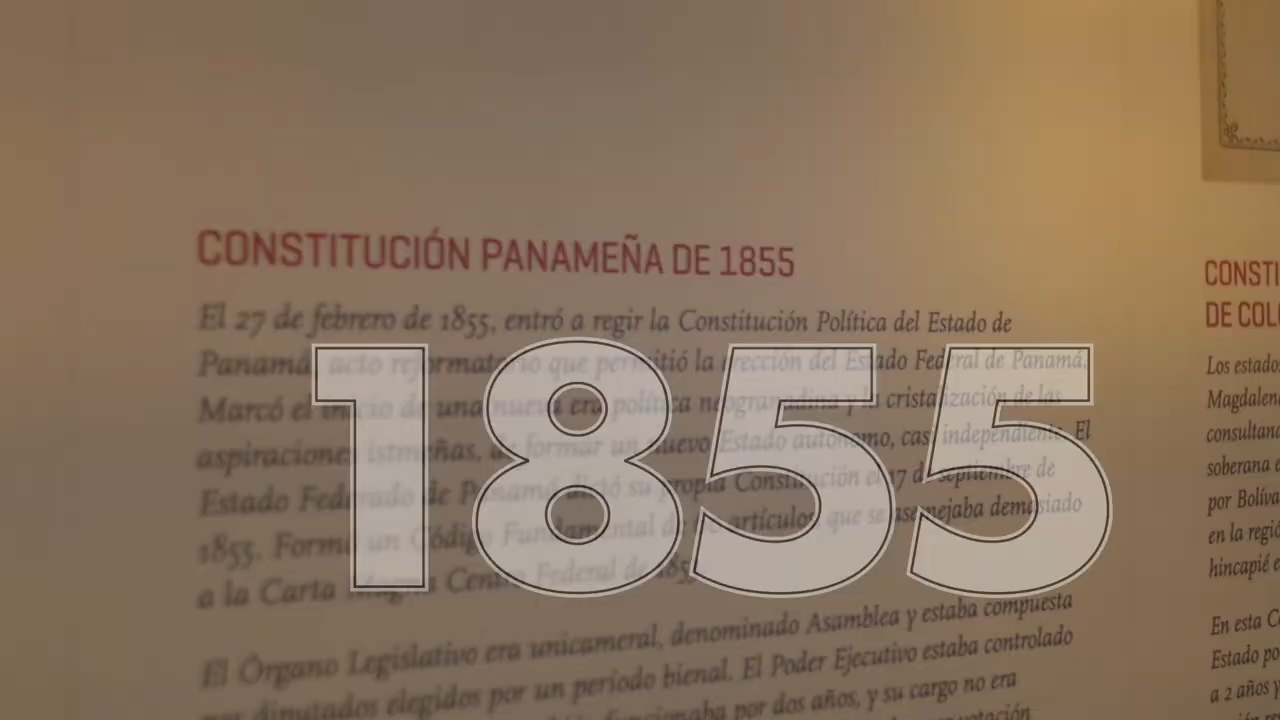 CONSTITUCIÓN PANAMEÑA DE 1855
El 27 de febrero de 1855, entró a regir la Constitución Política del Estado de
Panamá, acto reformatorio que permitió la erección del Estado Federal de Panamá.
Marcó el inicio de una nueva era política neogranadina y la cristalización de las
aspiraciones istmeñas, de formar un nuevo Estado autónomo, casi independiente. El
Estado Federado de Panamá dictó su propia Constitución el 17 de septiembre de
1855. Formó un Código Fundamental de artículos, que se asemejaba demasiado
a la Carta Magna Centro Federal de
1855
El Órgano Legislativo era unicameral, denominado Asamblea y estaba compuesta
por diputados elegidos por un período bienal. El Poder Ejecutivo estaba controlado
funcionaba por dos años, y su cargo no era
votación
CONSTI
DE COL
Los estado
Magdalen
consultand
soberana e
por Bolíva
en la regió
hincapié e
En esta C
Estado po
a 2 años y